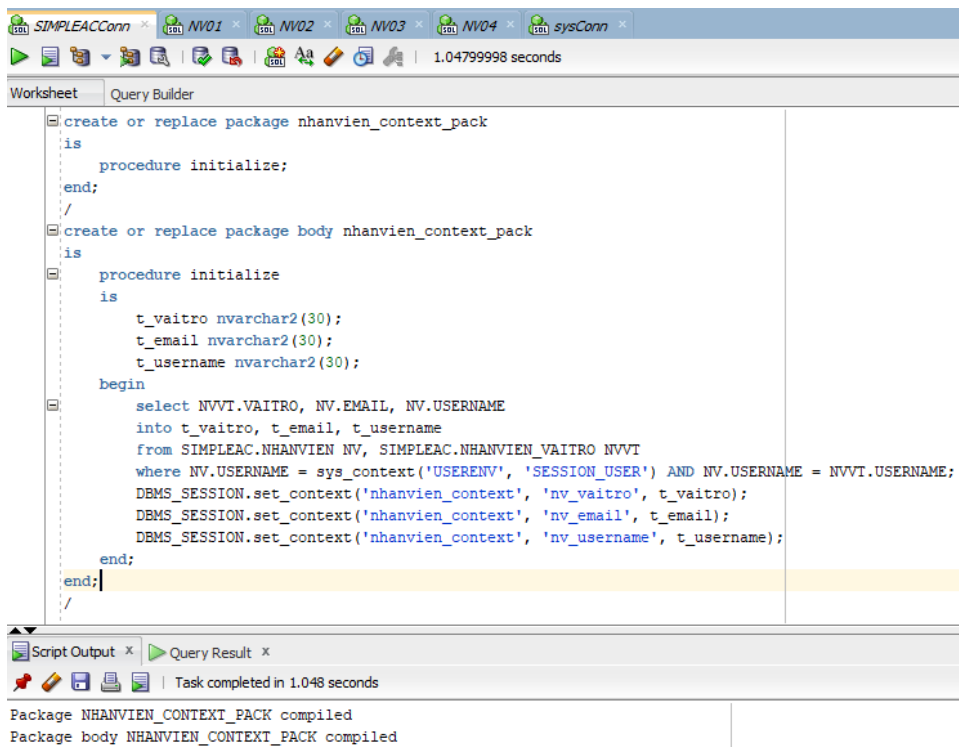 SIMPLEACConn NV01 NV02 NV03 NV04 sysConn
1.04799998 seconds
Worksheet Query Builder
create or replace package nhanvien_context_pack
is
    procedure initialize;
end;
/
create or replace package body nhanvien_context_pack
is
    procedure initialize
    is
        t_vaitro nvarchar2(30);
        t_email nvarchar2(30);
        t_username nvarchar2(30);
    begin
        select NVVT.VAITRO, NV.EMAIL, NV.USERNAME
        into t_vaitro, t_email, t_username
        from SIMPLEAC.NHANVIEN NV, SIMPLEAC.NHANVIEN_VAITRO NVVT
        where NV.USERNAME = sys_context('USERENV', 'SESSION_USER') AND NV.USERNAME = NVVT.USERNAME;
        DBMS_SESSION.set_context('nhanvien_context', 'nv_vaitro', t_vaitro);
        DBMS_SESSION.set_context('nhanvien_context', 'nv_email', t_email);
        DBMS_SESSION.set_context('nhanvien_context', 'nv_username', t_username);
    end;
end;
/
Script Output x Query Result x
Task completed in 1.048 seconds
Package NHANVIEN_CONTEXT_PACK compiled
Package body NHANVIEN_CONTEXT_PACK compiled